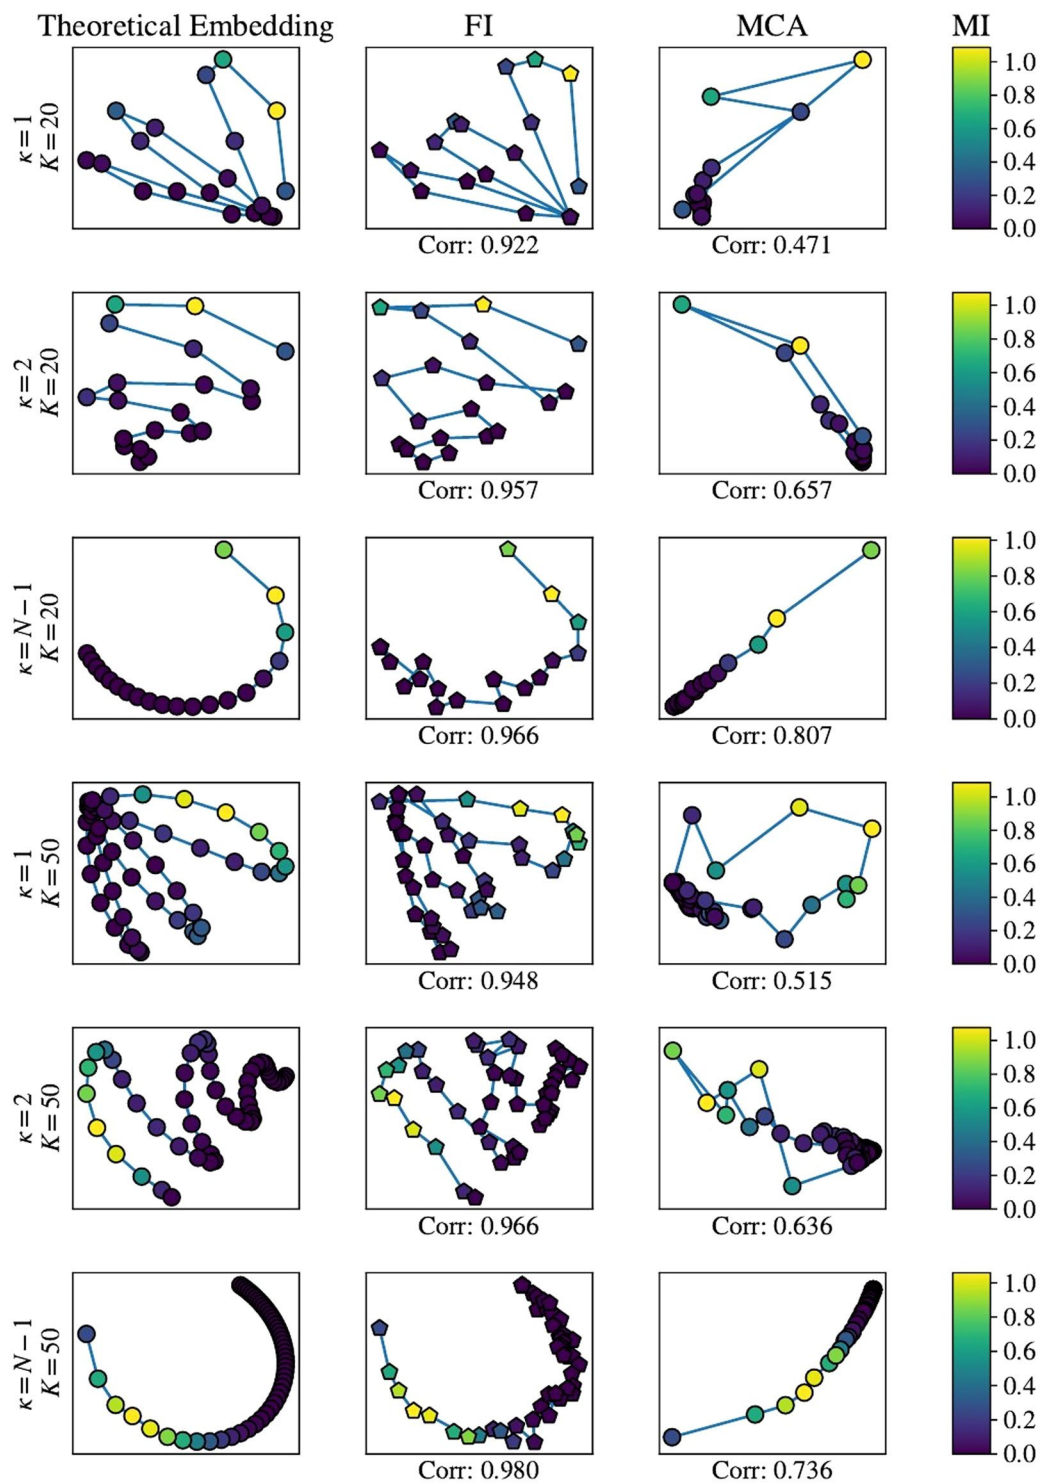 Theoretical Embedding FI MCA MI
κ=1
K=20
1.0
0.8
0.6
0.4
0.2
0.0
Corr: 0.922 Corr: 0.471
κ=2
K=20
1.0
0.8
0.6
0.4
0.2
0.0
Corr: 0.957 Corr: 0.657
κ=N−1
K=20
1.0
0.8
0.6
0.4
0.2
0.0
Corr: 0.966 Corr: 0.807
κ=1
K=50
1.0
0.8
0.6
0.4
0.2
0.0
Corr: 0.948 Corr: 0.515
κ=2
K=50
1.0
0.8
0.6
0.4
0.2
0.0
Corr: 0.966 Corr: 0.636
κ=N−1
K=50
1.0
0.8
0.6
0.4
0.2
0.0
Corr: 0.980 Corr: 0.736